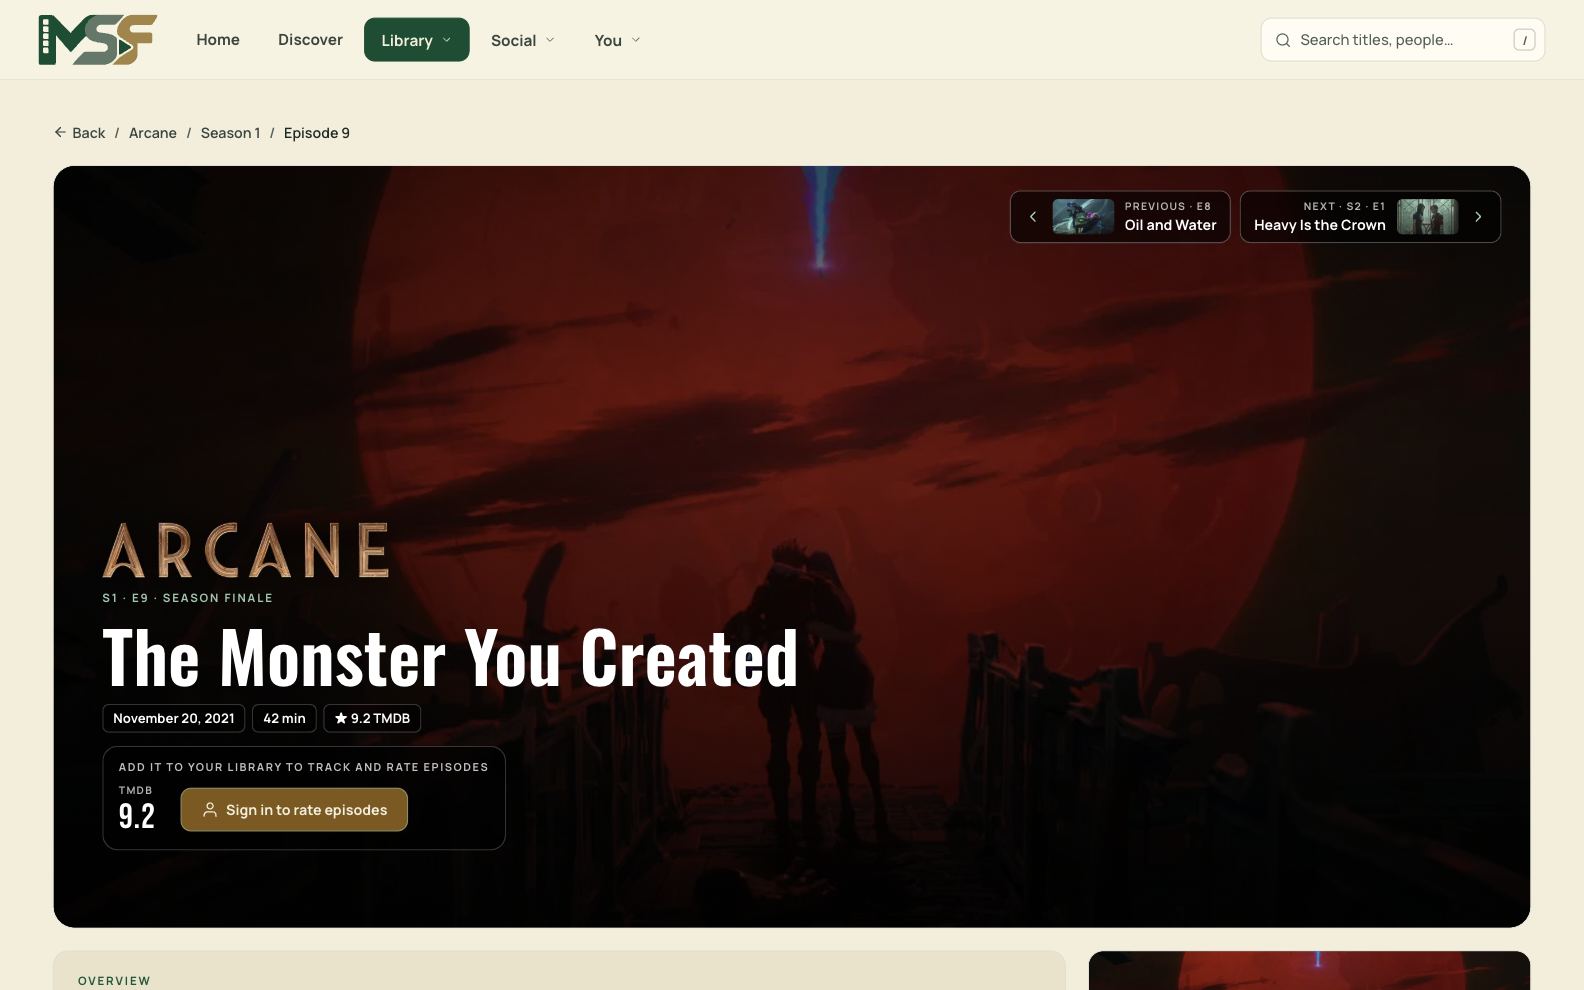 MSF
Home
Discover
Library
Social
You
Search titles, people…
/
Back / Arcane / Season 1 / Episode 9
PREVIOUS · E8
Oil and Water
NEXT · S2 · E1
Heavy Is the Crown
ARCANE
S1 · E9 · SEASON FINALE
The Monster You Created
November 20, 2021
42 min
★ 9.2 TMDB
ADD IT TO YOUR LIBRARY TO TRACK AND RATE EPISODES
TMDB
9.2
Sign in to rate episodes
OVERVIEW